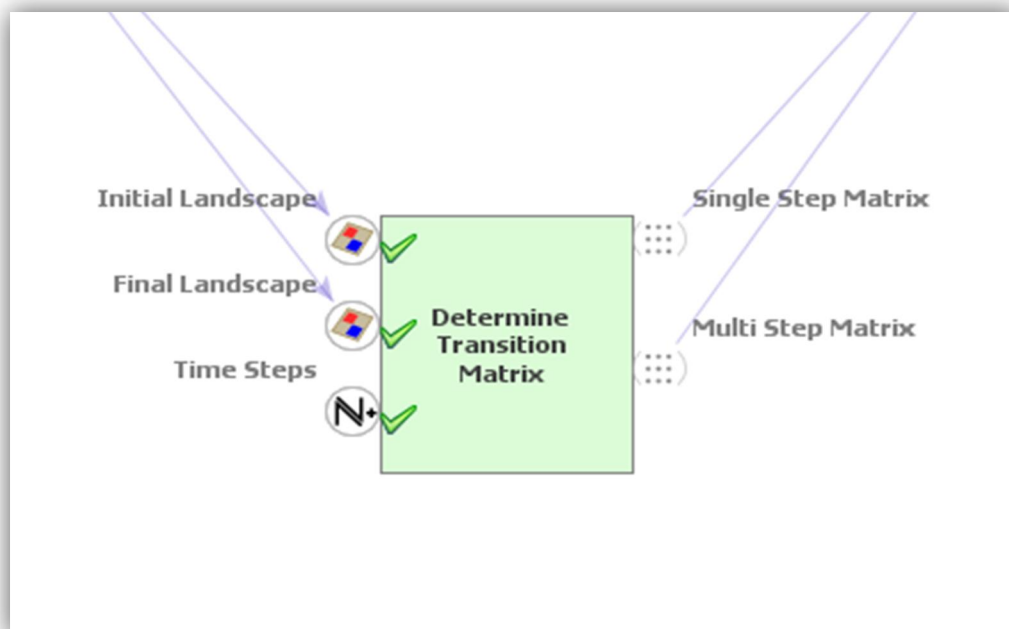 Initial Landscape
Final Landscape
Time Steps
N+
Determine
Transition
Matrix
Single Step Matrix
Multi Step Matrix